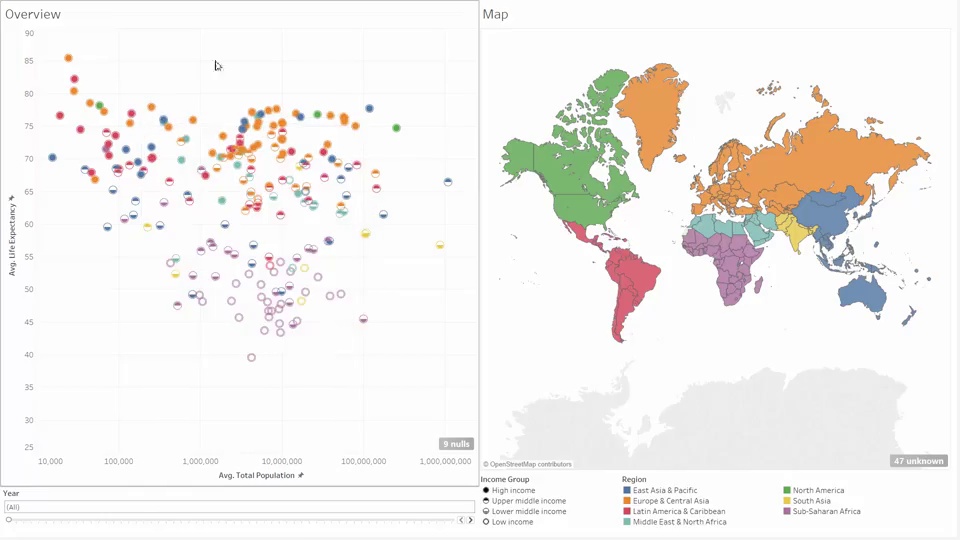 Overview
Map
90
85
80
75
70
65
60
55
50
45
40
35
30
25
Avg. Life Expectancy
9 nulls
10,000
100,000
1,000,000
10,000,000
100,000,000
1,000,000,000
Avg. Total Population
© OpenStreetMap contributors
47 unknown
Year
(All)
Income Group
High income
Upper middle income
Lower middle income
Low income
Region
East Asia & Pacific
Europe & Central Asia
Latin America & Caribbean
Middle East & North Africa
North America
South Asia
Sub-Saharan Africa